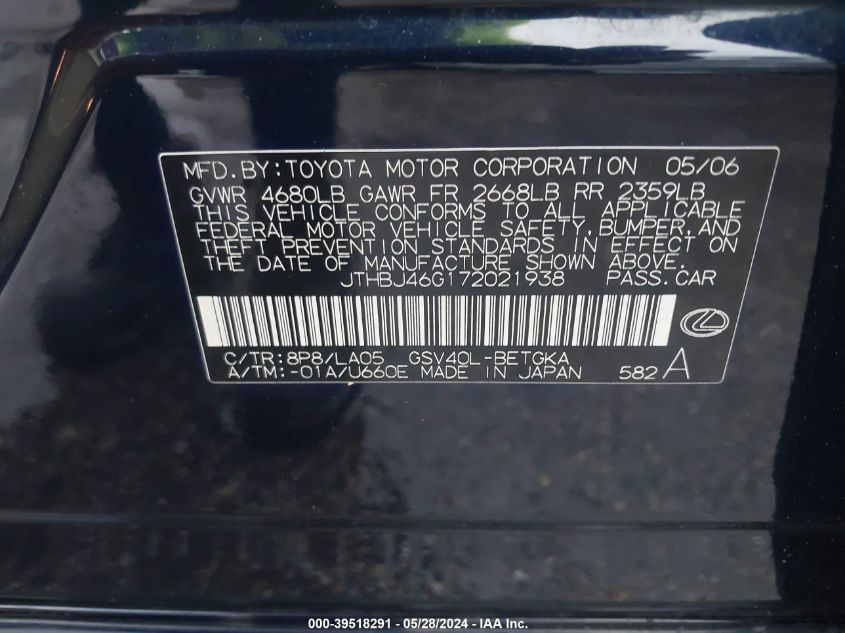 MFD.BY:TOYOTA MOTOR CORPORATION 05/06
GVWR 4680LB GAWR FR 2668LB RR 2359LB
THIS VEHICLE CONFORMS TO ALL APPLICABLE
FEDERAL MOTOR VEHICLE SAFETY,BUMPER,AND
THEFT PREVENTION STANDARDS IN EFFECT ON
THE DATE OF MANUFACTURE SHOWN ABOVE.
JTHBJ46G172021938 PASS.CAR
C/TR:8P8/LA05 GSV40L-BETGKA
A/TM:-01A/U660E MADE IN JAPAN 582 A
000-39518291 - 05/28/2024 - IAA Inc.